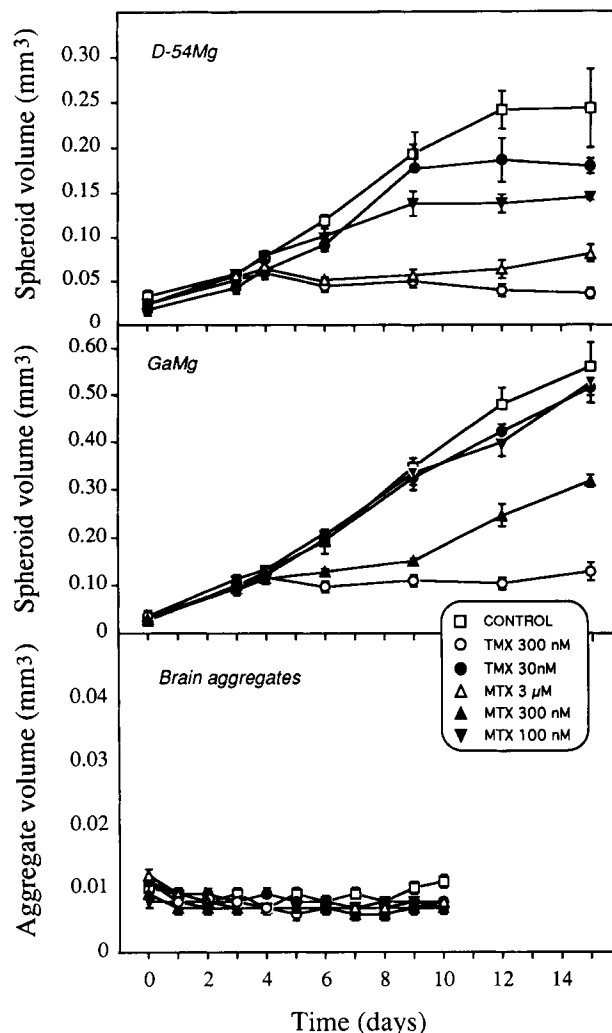 D-54Mg
Spheroid volume (mm3)
0.30
0.25
0.20
0.15
0.10
0.05
0
GaMg
Spheroid volume (mm3)
0.60
0.50
0.40
0.30
0.20
0.10
0
CONTROL
TMX 300 nM
TMX 30nM
MTX 3 µM
MTX 300 nM
MTX 100 nM
Brain aggregates
Aggregate volume (mm3)
0.04
0.03
0.02
0.01
0
0 2 4 6 8 10 12 14
Time (days)